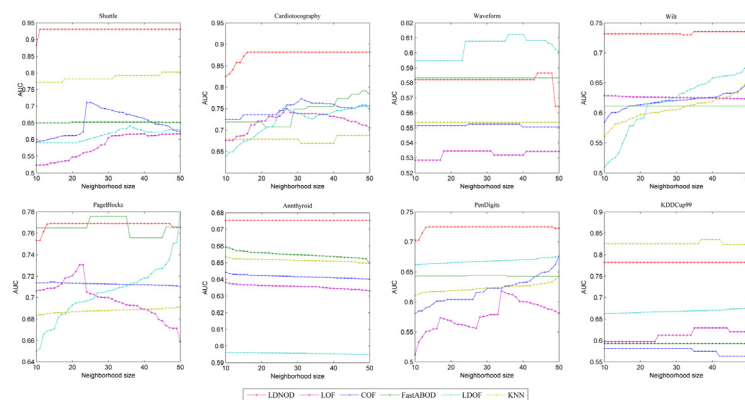 Shuttle
Cardiotocography
Waveform
Wilt
0.95
0.9
0.85
0.8
0.75
0.7
0.65
0.6
0.55
0.5
AUC
10 20 30 40 50
Neighborhood size
0.95
0.9
0.85
0.8
0.75
0.7
0.65
0.6
AUC
10 20 30 40 50
Neighborhood size
0.62
0.61
0.6
0.59
0.58
0.57
0.56
0.55
0.54
0.53
0.52
AUC
10 20 30 40 50
Neighborhood size
0.75
0.7
0.65
0.6
0.55
0.5
AUC
10 20 30 40 50
Neighborhood size
PageBlocks
Annthyroid
PenDigits
KDDCup99
0.78
0.76
0.74
0.72
0.7
0.68
0.66
0.64
AUC
10 20 30 40 50
Neighborhood size
0.68
0.67
0.66
0.65
0.64
0.63
0.62
0.61
0.6
0.59
AUC
10 20 30 40 50
Neighborhood size
0.75
0.7
0.65
0.6
0.55
0.5
AUC
10 20 30 40 50
Neighborhood size
0.9
0.85
0.8
0.75
0.7
0.65
0.6
0.55
AUC
10 20 30 40 50
Neighborhood size
LDNOD LOF COF FastABOD LDOF KNN